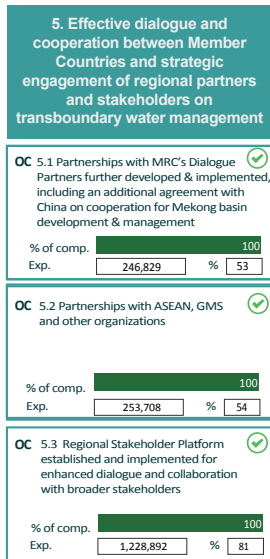 5. Effective dialogue and
cooperation between Member
Countries and strategic
engagement of regional partners
and stakeholders on
transboundary water management
OC 5.1 Partnerships with MRC's Dialogue
Partners further developed & implemented,
including an additional agreement with
China on cooperation for Mekong basin
development & management
% of comp. 100
Exp. 246,829 % 53
OC 5.2 Partnerships with ASEAN, GMS
and other organizations
% of comp. 100
Exp. 253,708 % 54
OC 5.3 Regional Stakeholder Platform
established and implemented for
enhanced dialogue and collaboration
with broader stakeholders
% of comp. 100
Exp. 1,228,892 % 81